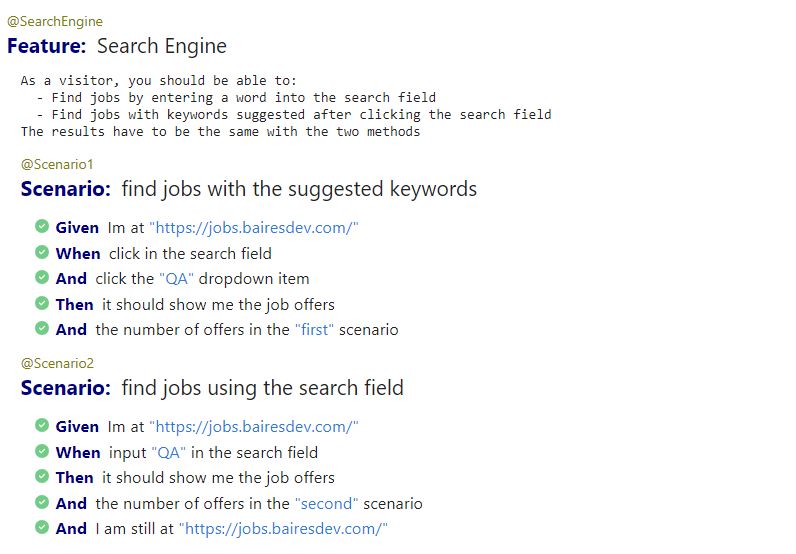 @SearchEngine
Feature: Search Engine
As a visitor, you should be able to:
- Find jobs by entering a word into the search field
- Find jobs with keywords suggested after clicking the search field
The results have to be the same with the two methods
@Scenario1
Scenario: find jobs with the suggested keywords
Given Im at "https://jobs.bairesdev.com/"
When click in the search field
And click the "QA" dropdown item
Then it should show me the job offers
And the number of offers in the "first" scenario
@Scenario2
Scenario: find jobs using the search field
Given Im at "https://jobs.bairesdev.com/"
When input "QA" in the search field
Then it should show me the job offers
And the number of offers in the "second" scenario
And I am still at "https://jobs.bairesdev.com/"